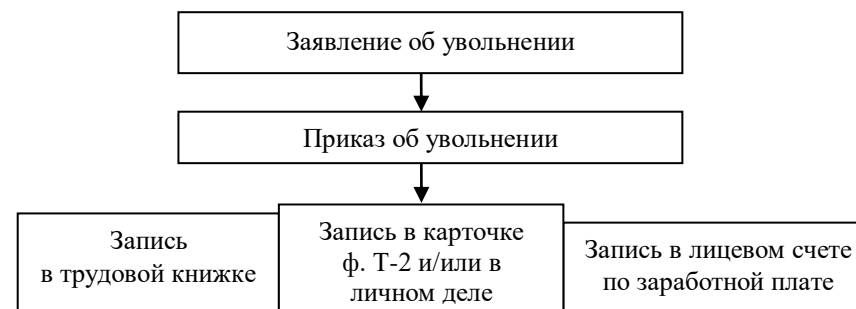 Заявление об увольнении
Приказ об увольнении
Запись
в трудовой книжке
Запись в карточке
ф. Т-2 и/или в
личном деле
Запись в лицевом счете
по заработной плате